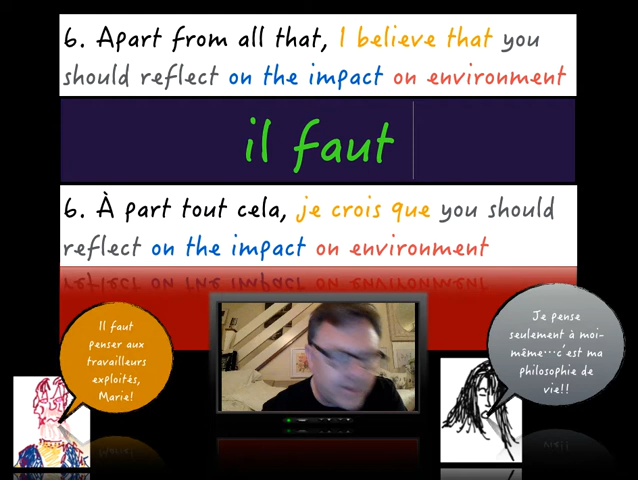 6. Apart from all that, I believe that you
should reflect on the impact on environment
il faut
6. À part tout cela, je crois que you should
reflect on the impact on environment
Il faut
penser aux
travailleurs
exploités,
Marie!
Je pense
seulement à moi-
même...c'est ma
philosophie de
vie!!